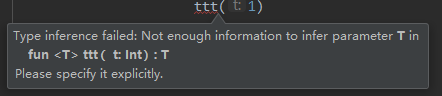 ttt( t: 1)
Type inference failed: Not enough information to infer parameter T in
fun <T> ttt( t: Int) : T
Please specify it explicitly.